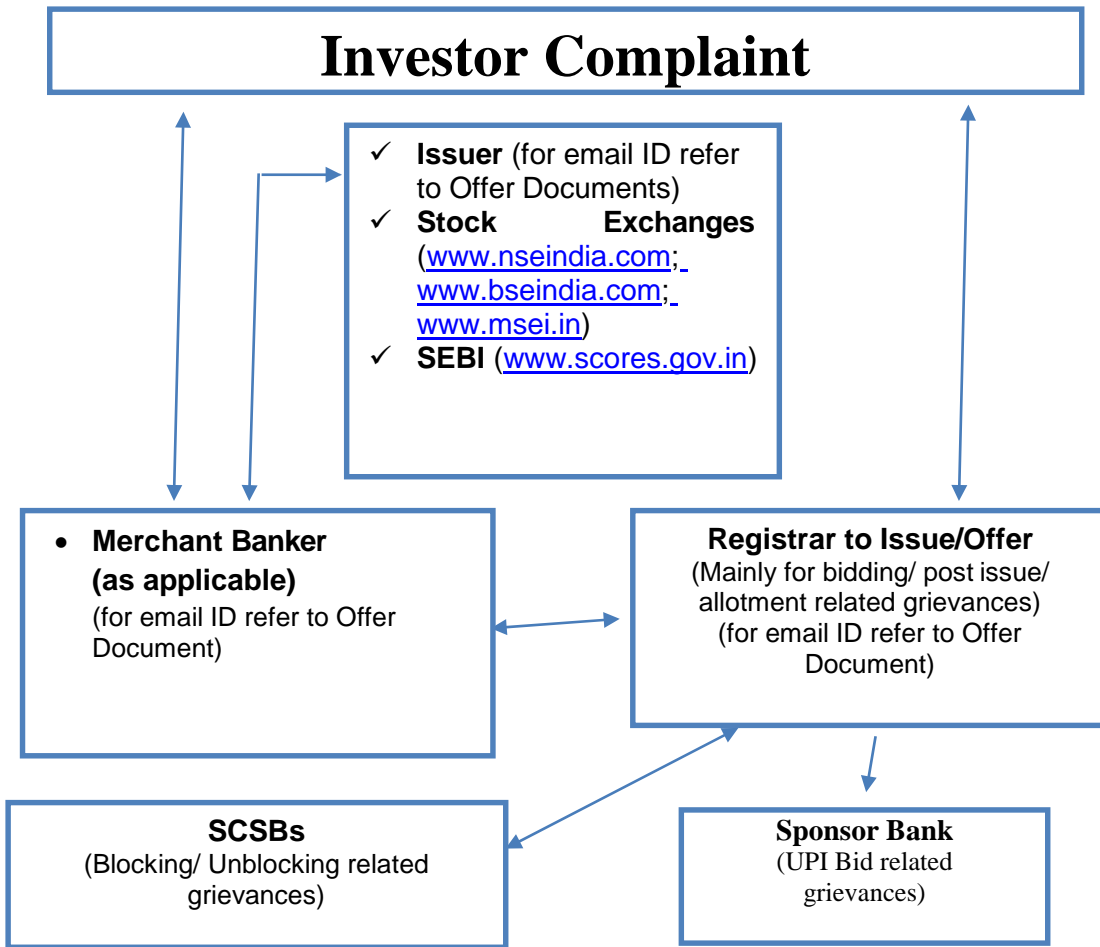 Investor Complaint
✓ Issuer (for email ID refer
to Offer Documents)
✓ Stock Exchanges
(www.nseindia.com;
www.bseindia.com;
www.msei.in)
✓ SEBI (www.scores.gov.in)
• Merchant Banker
(as applicable)
(for email ID refer to Offer
Document)
Registrar to Issue/Offer
(Mainly for bidding/ post issue/
allotment related grievances)
(for email ID refer to Offer
Document)
SCSBs
(Blocking/ Unblocking related
grievances)
Sponsor Bank
(UPI Bid related
grievances)